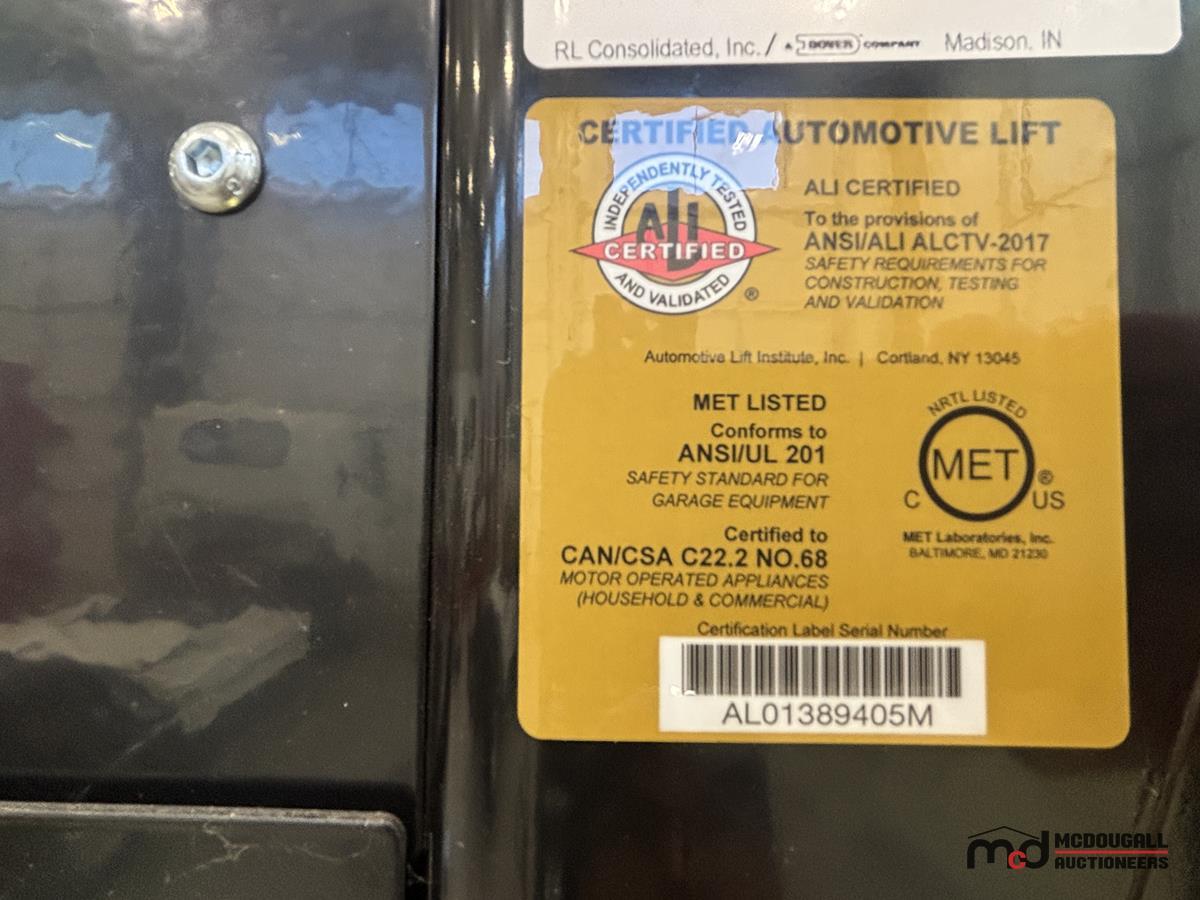 RL Consolidated, Inc. / A DOVER COMPANY Madison, IN
CERTIFIED AUTOMOTIVE LIFT
INDEPENDENTLY TESTED
ALI
CERTIFIED
AND VALIDATED
®
ALI CERTIFIED
To the provisions of
ANSI/ALI ALCTV-2017
SAFETY REQUIREMENTS FOR
CONSTRUCTION, TESTING
AND VALIDATION
Automotive Lift Institute, Inc. | Cortland, NY 13045
MET LISTED
Conforms to
ANSI/UL 201
SAFETY STANDARD FOR
GARAGE EQUIPMENT
Certified to
CAN/CSA C22.2 NO.68
MOTOR OPERATED APPLIANCES
(HOUSEHOLD & COMMERCIAL)
NRTL LISTED
MET
®
C US
MET Laboratories, Inc.
BALTIMORE, MD 21230
Certification Label Serial Number
AL01389405M
mcd MCDOUGALL
AUCTIONEERS